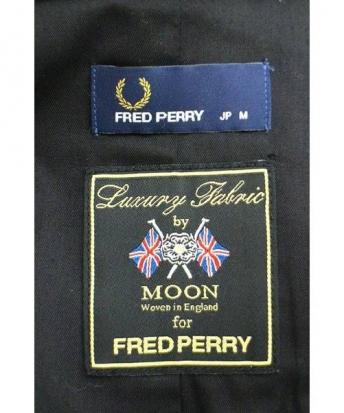 FRED PERRY JP M
Luxury Fabric
by
MOON
Woven in England
for
FRED PERRY